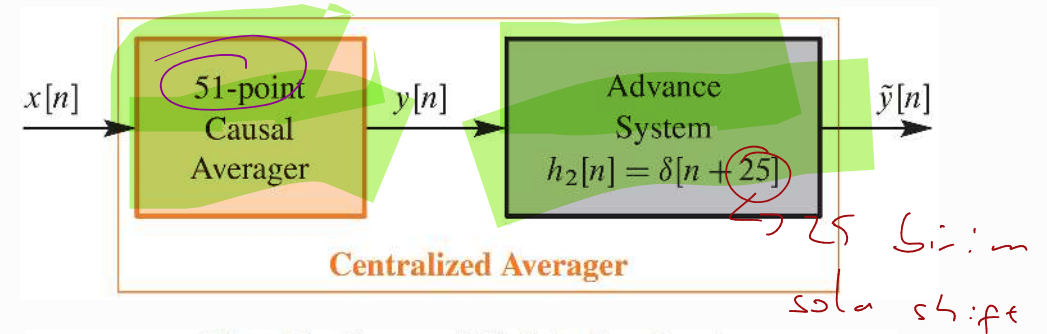 51-point
x[n]
y[n]
Causal
Averager
Advance
System
h₂[n] = δ[n + 25]
ỹ[n]
Centralized Averager
→ 25 birim
sola shift